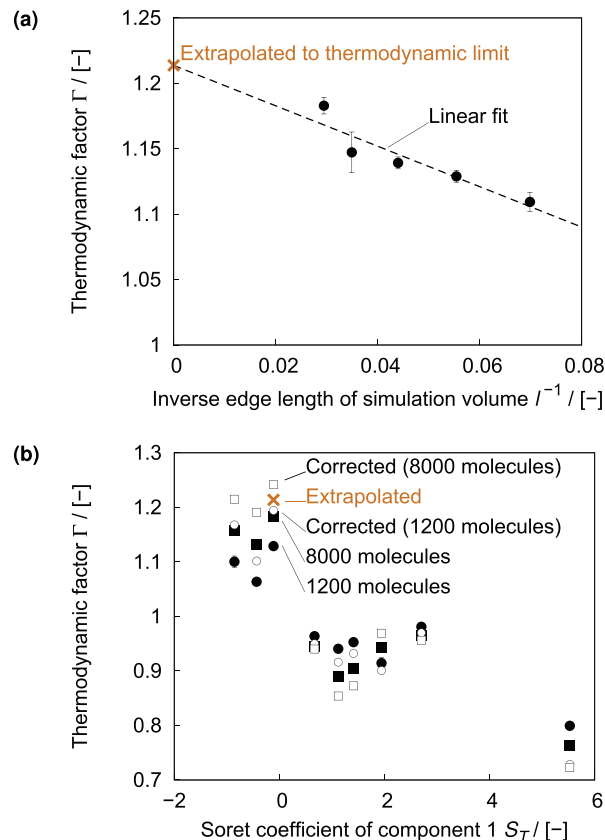 (a)
1.25
Extrapolated to thermodynamic limit
1.2
Linear fit
1.15
1.1
1.05
1
Thermodynamic factor Γ / [−]
0
0.02
0.04
0.06
0.08
Inverse edge length of simulation volume l⁻¹ / [−]
(b)
1.3
Corrected (8000 molecules)
Extrapolated
1.2
Corrected (1200 molecules)
8000 molecules
1.1
1200 molecules
1
0.9
0.8
0.7
Thermodynamic factor Γ / [−]
−2
0
2
4
6
Soret coefficient of component 1 S_T / [−]